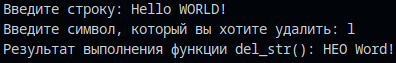 Введите строку: Hello WORLD!
Введите символ, который вы хотите удалить: l
Результат выполнения функции del_str(): HEO Word!